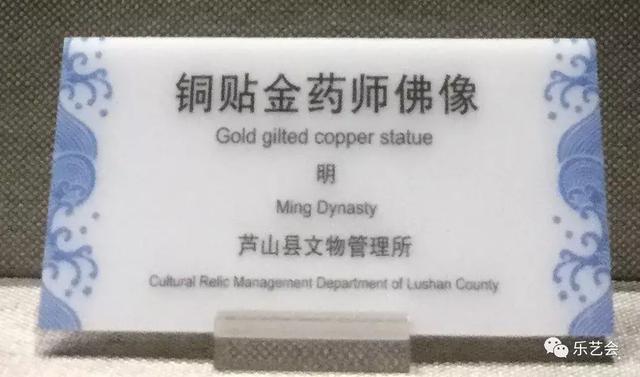 铜贴金药师佛像
Gold gilted copper statue
明
Ming Dynasty
芦山县文物管理所
Cultural Relic Management Department of Lushan County
乐艺会